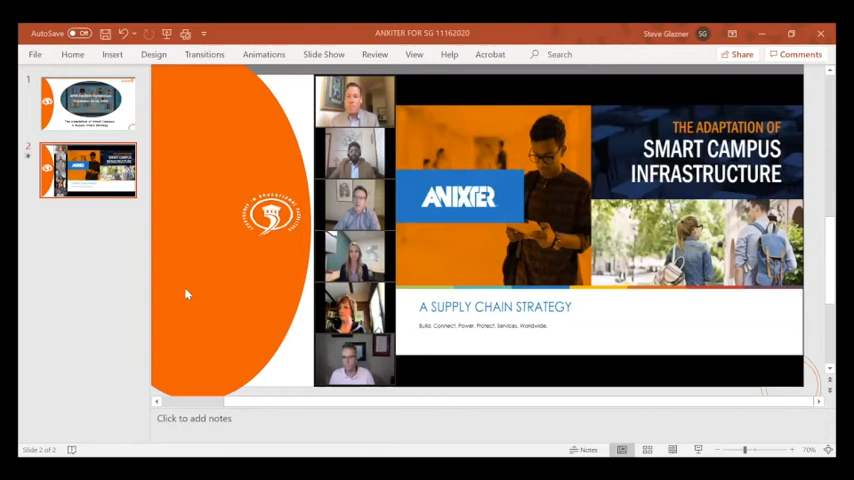 AutoSave Off
ANXITER FOR SG 11162020
Steve Glazner SG
File Home Insert Design Transitions Animations Slide Show Review View Help Acrobat Search Share Comments
1
2
ANIXTER
THE ADAPTATION OF
SMART CAMPUS
INFRASTRUCTURE
A SUPPLY CHAIN STRATEGY
Build. Connect. Power. Protect. Services. Worldwide.
Click to add notes
Slide 2 of 2
Notes
70%